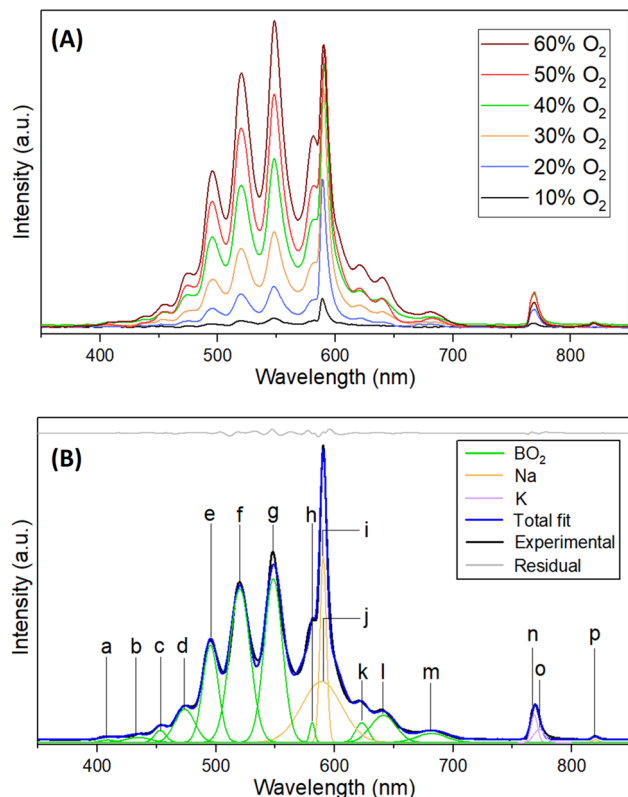 (A)
Intensity (a.u.)
60% O₂
50% O₂
40% O₂
30% O₂
20% O₂
10% O₂
400 500 600 700 800
Wavelength (nm)
(B)
Intensity (a.u.)
BO₂
Na
K
Total fit
Experimental
Residual
a b c d e f g h i j k l m n o p
400 500 600 700 800
Wavelength (nm)